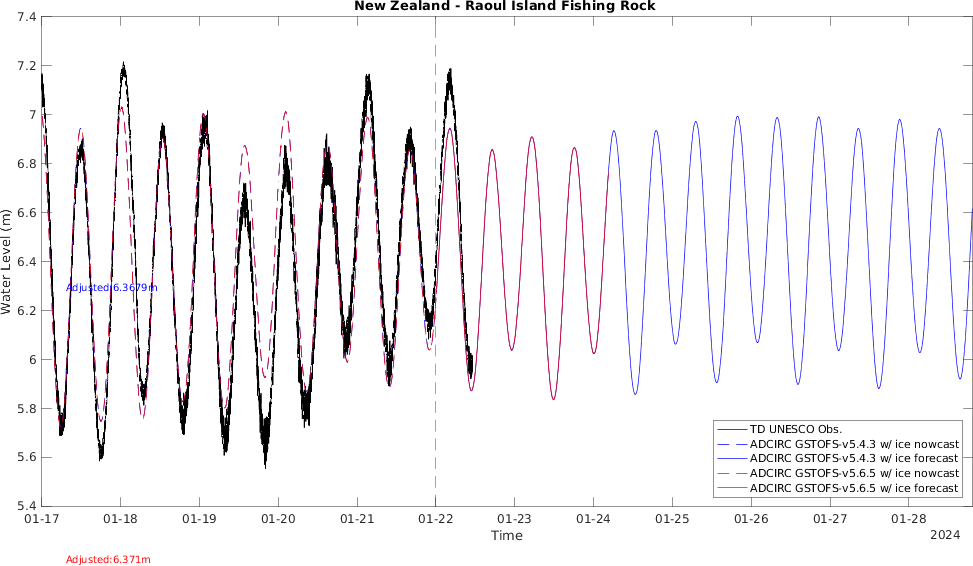 New Zealand - Raoul Island Fishing Rock
7.4
7.2
7
6.8
6.6
6.4
6.2
6
5.8
5.6
5.4
Water Level (m)
Adjusted:6.3679m
TD UNESCO Obs.
ADCIRC GSTOFS-v5.4.3 w/ ice nowcast
ADCIRC GSTOFS-v5.4.3 w/ ice forecast
ADCIRC GSTOFS-v5.6.5 w/ ice nowcast
ADCIRC GSTOFS-v5.6.5 w/ ice forecast
01-17 01-18 01-19 01-20 01-21 01-22 01-23 01-24 01-25 01-26 01-27 01-28
Time
2024
Adjusted:6.371m